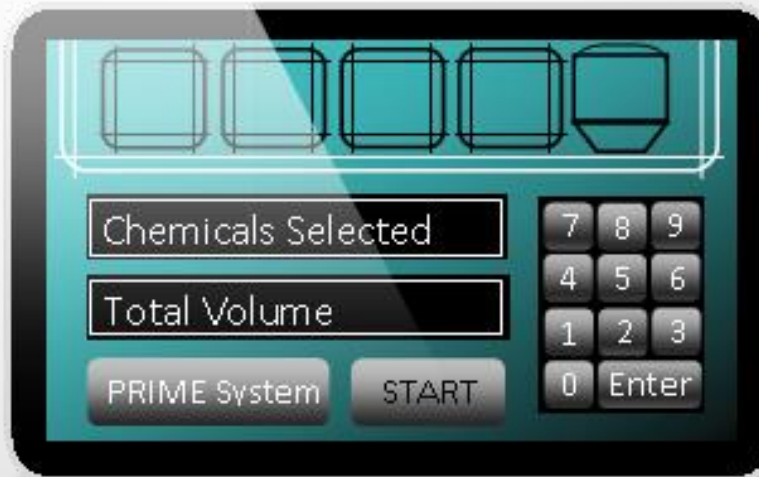 Chemicals Selected
Total Volume
PRIME System START
7 8 9
4 5 6
1 2 3
0 Enter